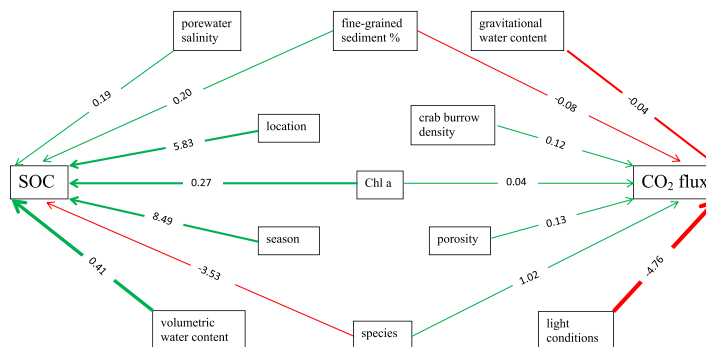 porewater
salinity
fine-grained
sediment %
gravitational
water content
0.19
0.20
-0.08
-0.04
location
crab burrow
density
5.83
0.12
SOC
0.27
Chl a
0.04
CO₂ flux
8.49
season
porosity
0.13
0.41
-3.53
1.02
-4.76
volumetric
water content
species
light
conditions